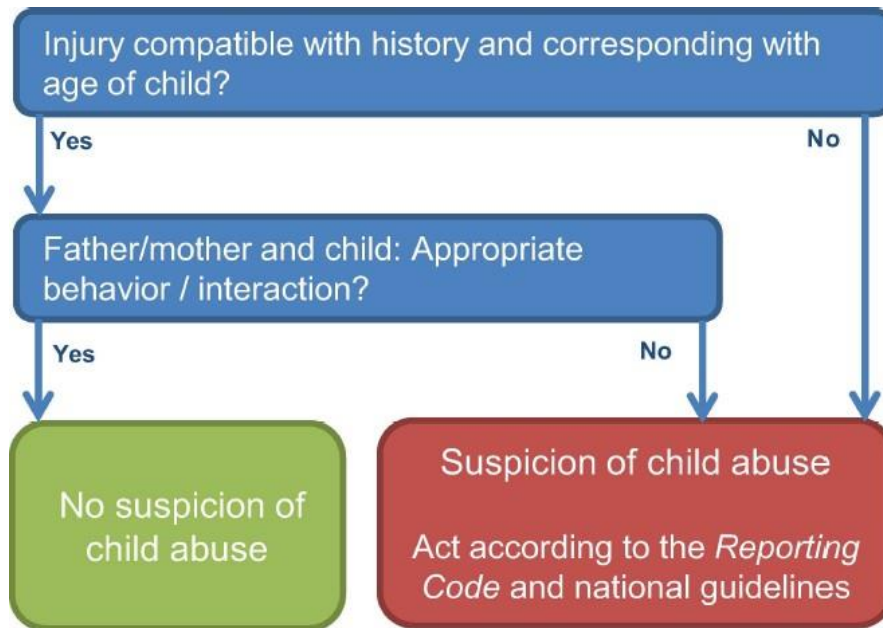 Injury compatible with history and corresponding with
age of child?
Yes
No
Father/mother and child: Appropriate
behavior / interaction?
Yes
No
No suspicion of
child abuse
Suspicion of child abuse
Act according to the Reporting
Code and national guidelines